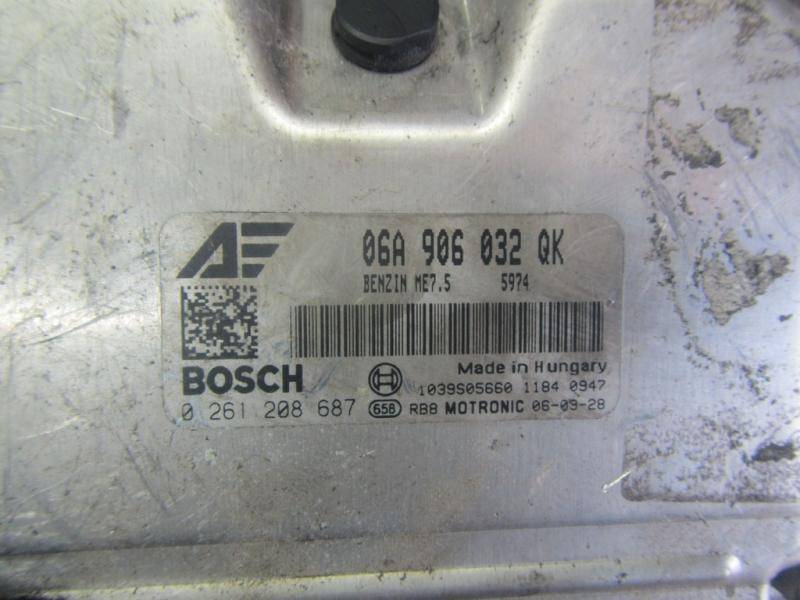 AE 06A 906 032 QK
BENZIN ME7.5 5974
BOSCH
Made in Hungary
1039S05660 1184 0947
0 261 208 687 658 RB8 MOTRONIC 06-09-28